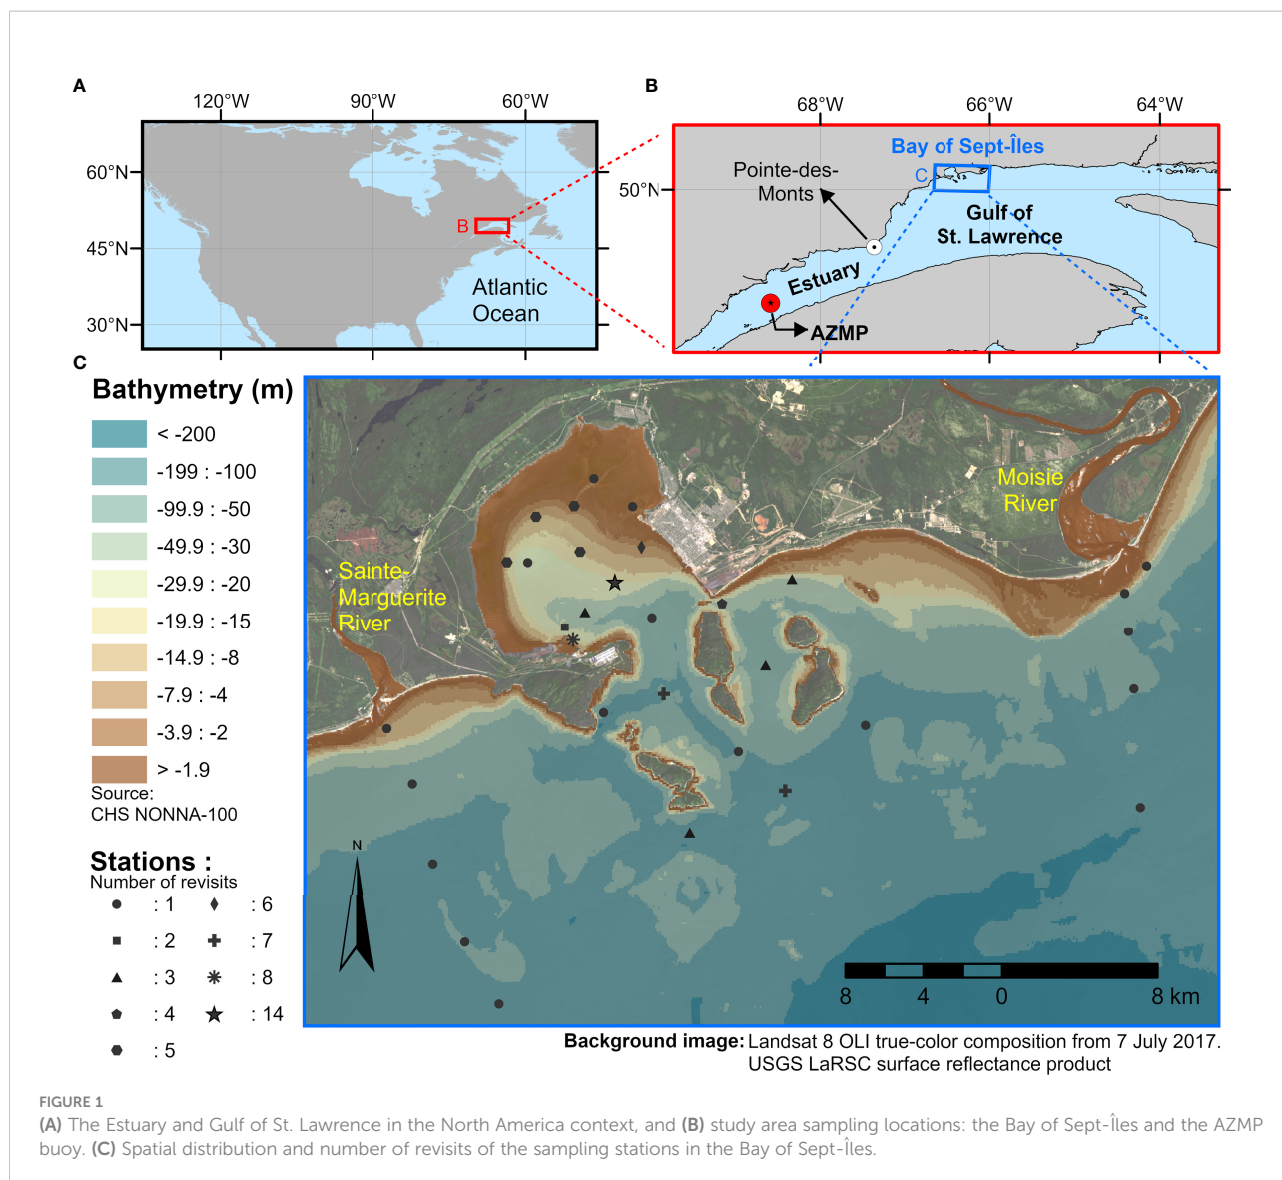 A
120°W 90°W 60°W
60°N
45°N
30°N
B
Atlantic
Ocean
B
68°W 66°W 64°W
50°N
Bay of Sept-Îles
C
Pointe-des-
Monts
Gulf of
St. Lawrence
Estuary
AZMP
C
Bathymetry (m)
< -200
-199 : -100
-99.9 : -50
-49.9 : -30
-29.9 : -20
-19.9 : -15
-14.9 : -8
-7.9 : -4
-3.9 : -2
> -1.9
Source:
CHS NONNA-100
Stations :
Number of revisits
: 1 : 6
: 2 : 7
: 3 : 8
: 4 : 14
: 5
Sainte-
Marguerite
River
Moisie
River
N
8 4 0 8 km
Background image: Landsat 8 OLI true-color composition from 7 July 2017.
USGS LaRSC surface reflectance product
FIGURE 1
(A) The Estuary and Gulf of St. Lawrence in the North America context, and (B) study area sampling locations: the Bay of Sept-Îles and the AZMP
buoy. (C) Spatial distribution and number of revisits of the sampling stations in the Bay of Sept-Îles.